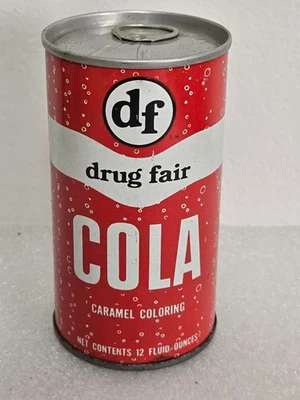 df
drug fair
COLA
CARAMEL COLORING
NET CONTENTS 12 FLUID OUNCES